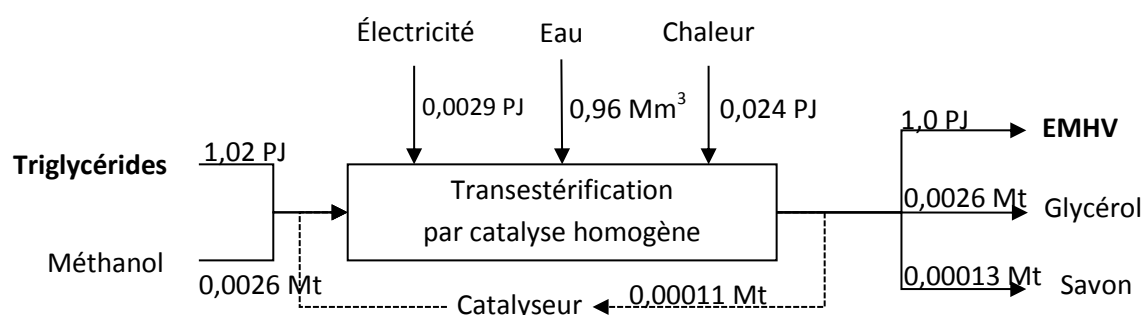 Électricité
Eau
Chaleur
0,0029 PJ
0,96 Mm³
0,024 PJ
1,0 PJ
EMHV
Triglycérides
1,02 PJ
Transestérification
par catalyse homogène
0,0026 Mt
Glycérol
Méthanol
0,0026 Mt
Catalyseur
0,00011 Mt
0,00013 Mt
Savon